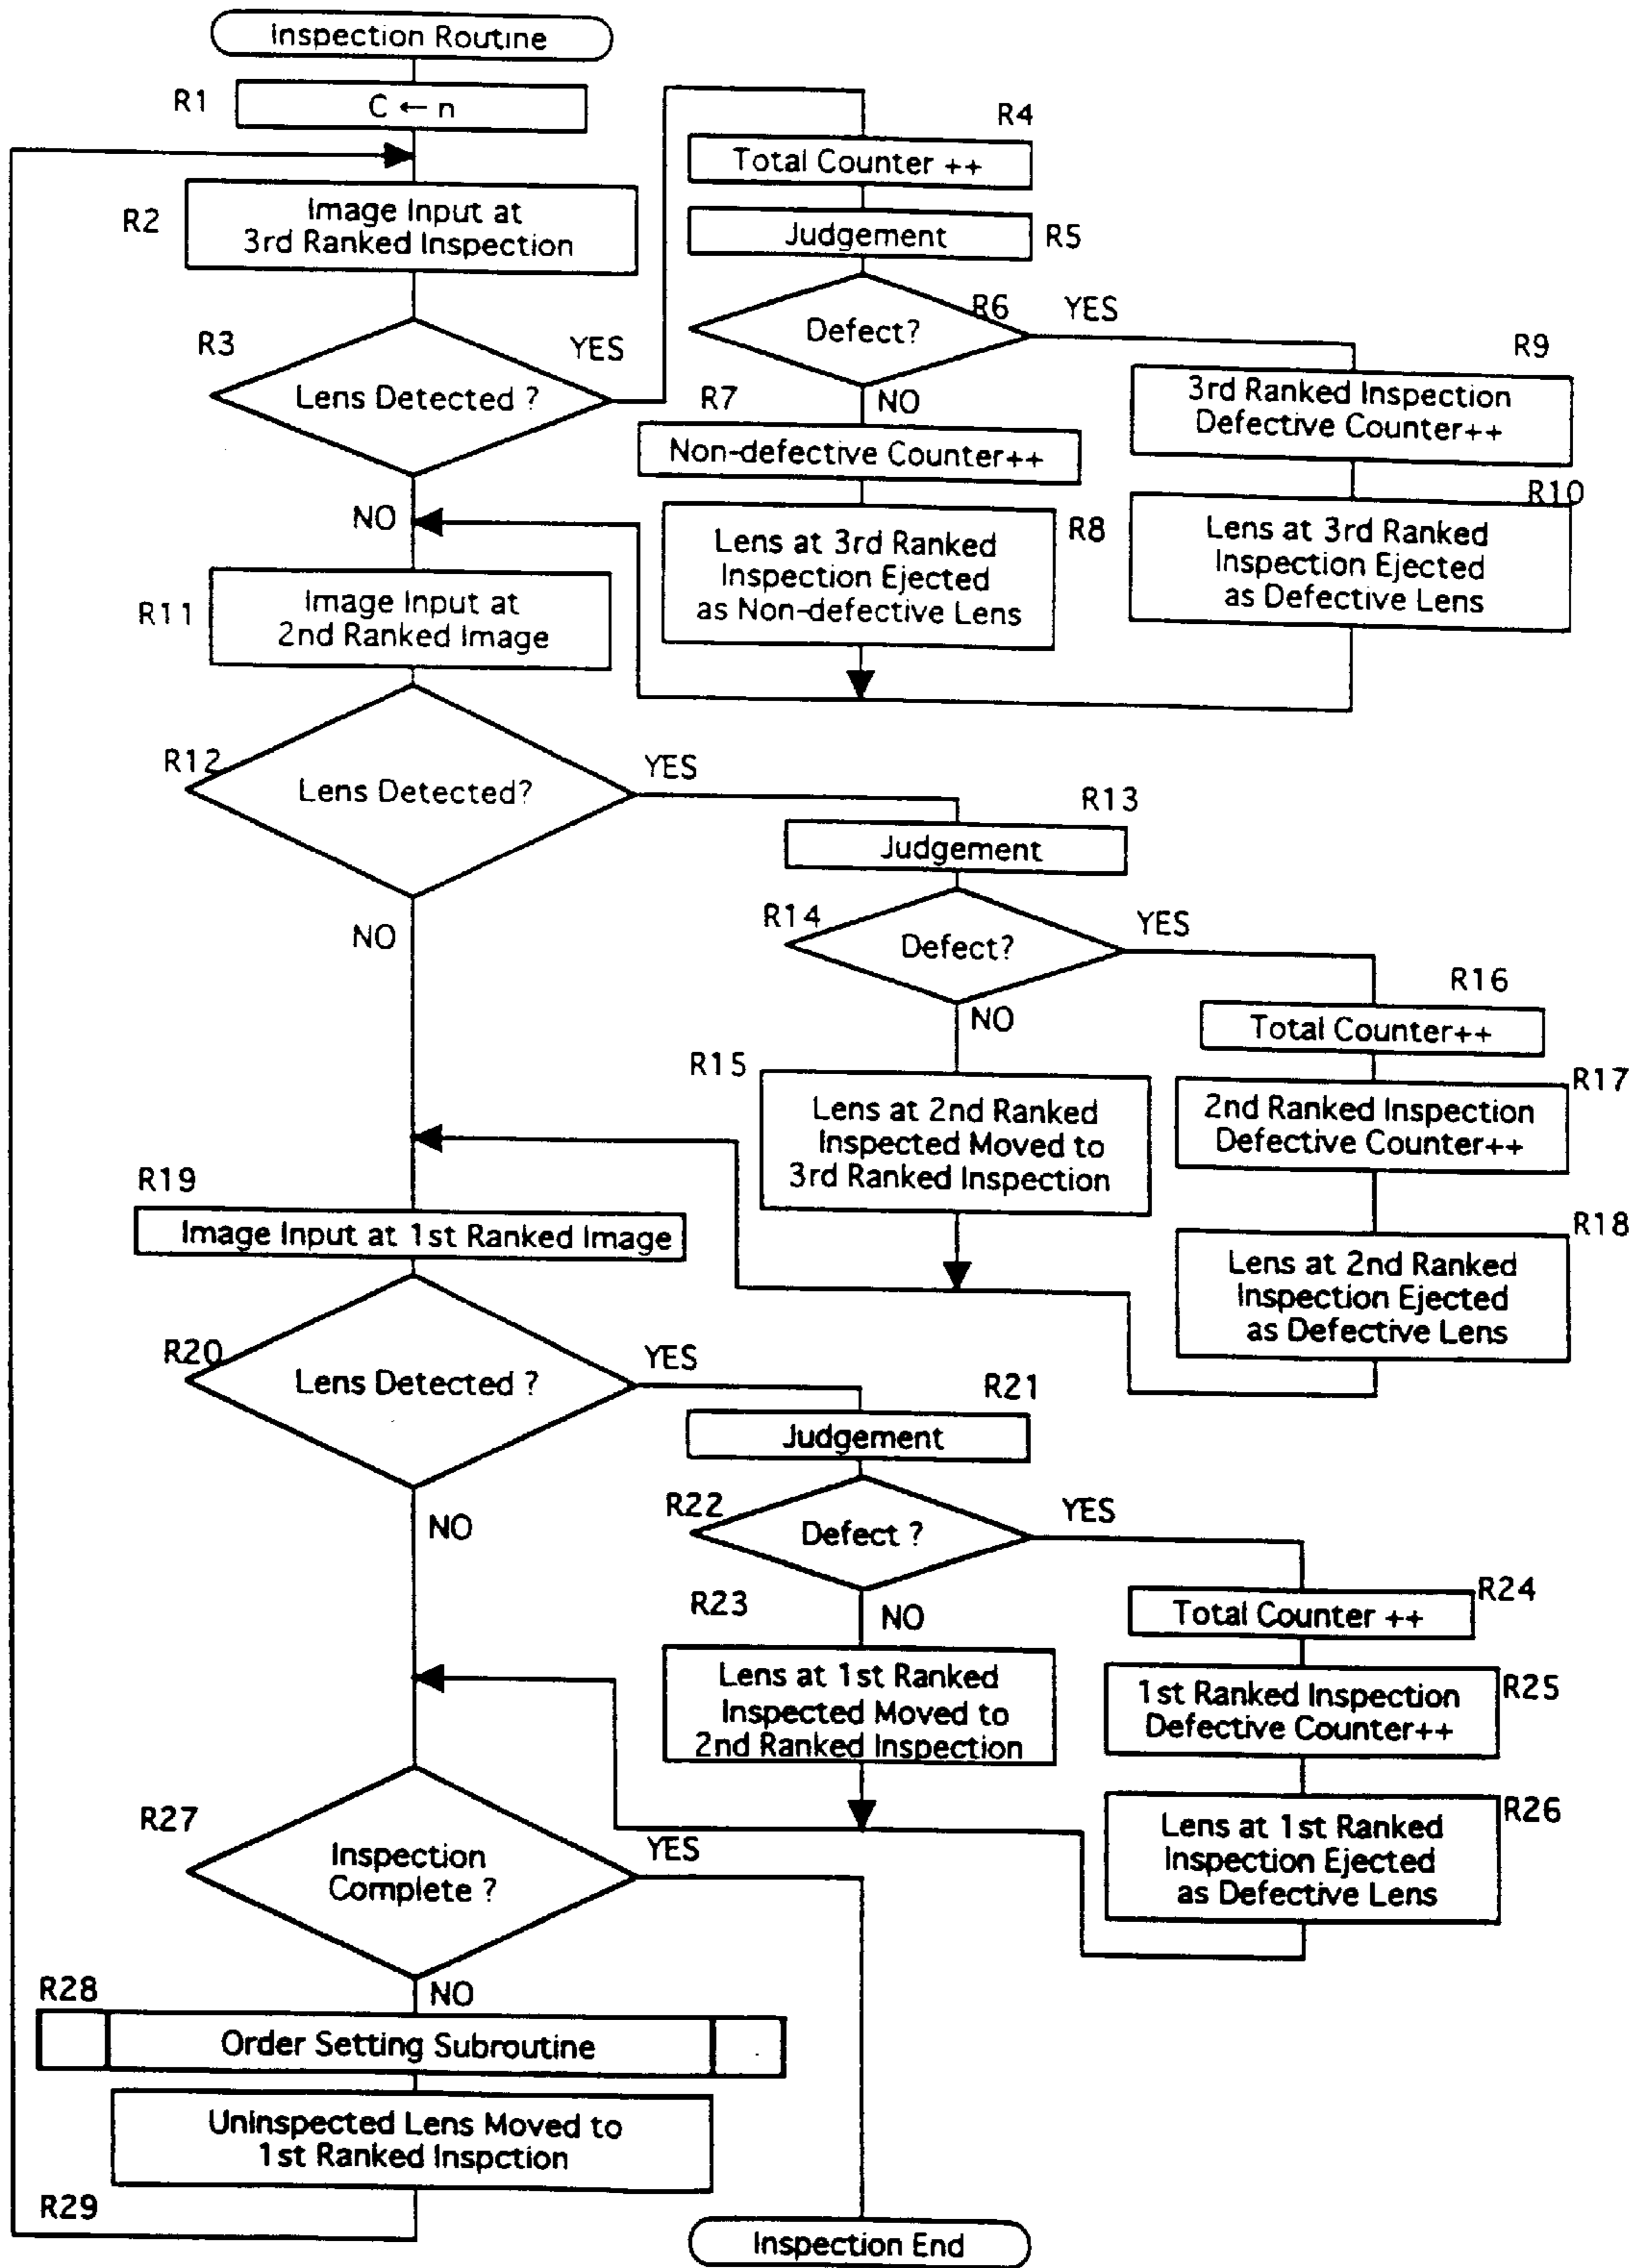 Inspection Routine
R1
C ← n
R2
Image Input at
3rd Ranked Inspection
R3
Lens Detected ?
YES
NO
R4
Total Counter ++
Judgement
R5
R6
Defect?
YES
NO
R7
Non-defective Counter++
R8
Lens at 3rd Ranked
Inspection Ejected
as Non-defective Lens
R9
3rd Ranked Inspection
Defective Counter++
R10
Lens at 3rd Ranked
Inspection Ejected
as Defective Lens
R11
Image Input at
2nd Ranked Image
R12
Lens Detected?
YES
NO
R13
Judgement
R14
Defect?
YES
NO
R15
Lens at 2nd Ranked
Inspected Moved to
3rd Ranked Inspection
R16
Total Counter++
R17
2nd Ranked Inspection
Defective Counter++
R18
Lens at 2nd Ranked
Inspection Ejected
as Defective Lens
R19
Image Input at 1st Ranked Image
R20
Lens Detected ?
YES
NO
R21
Judgement
R22
Defect ?
YES
NO
R23
Lens at 1st Ranked
Inspected Moved to
2nd Ranked Inspection
R24
Total Counter ++
R25
1st Ranked Inspection
Defective Counter++
R26
Lens at 1st Ranked
Inspection Ejected
as Defective Lens
R27
Inspection
Complete ?
YES
NO
R28
Order Setting Subroutine
Uninspected Lens Moved to
1st Ranked Inspction
R29
Inspection End